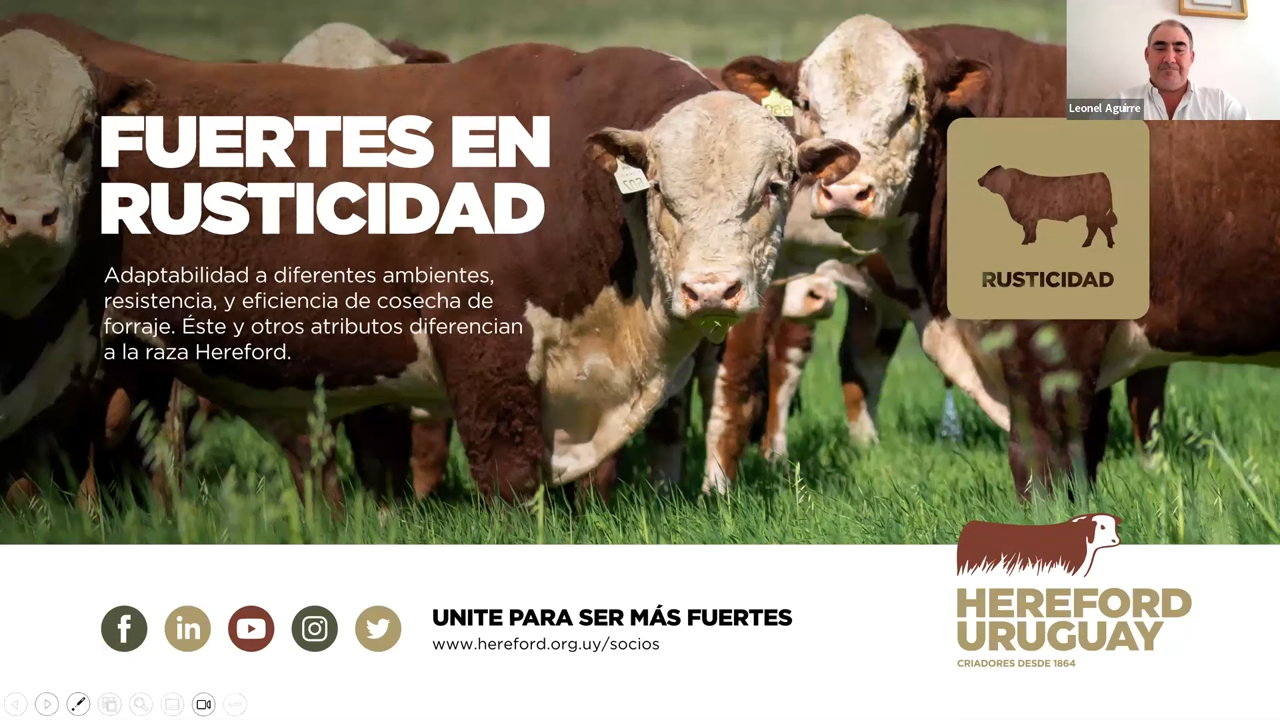 Leonel Aguirre
FUERTES EN
RUSTICIDAD
Adaptabilidad a diferentes ambientes,
resistencia, y eficiencia de cosecha de
forraje. Éste y otros atributos diferencian
a la raza Hereford.
RUSTICIDAD
UNITE PARA SER MÁS FUERTES
www.hereford.org.uy/socios
HEREFORD
URUGUAY
CRIADORES DESDE 1864